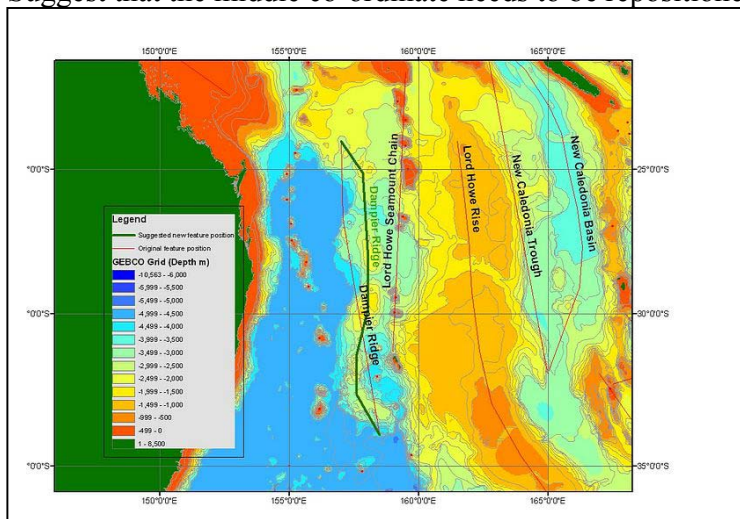 Suggest that the middle co-ordinate needs to be repositione
150°0'0"E 155°0'0"E 160°0'0"E 165°0'0"E
°0'0"S 25°0'0"S
°0'0"S 30°0'0"S
°0'0"S 35°0'0"S
Dampier Ridge
Dampier Ridge
Lord Howe Seamount Chain
Lord Howe Rise
New Caledonia Trough
New Caledonia Basin
Legend
Suggested new feature position
Original feature position
GEBCO Grid (Depth m)
-10,563 - -6,000
-5,999 - -5,500
-5,499 - -5,000
-4,999 - -4,500
-4,499 - -4,000
-3,999 - -3,500
-3,499 - -3,000
-2,999 - -2,500
-2,499 - -2,000
-1,999 - -1,500
-1,499 - -1,000
-999 - -500
-499 - 0
1 - 8,500
150°0'0"E 155°0'0"E 160°0'0"E 165°0'0"E